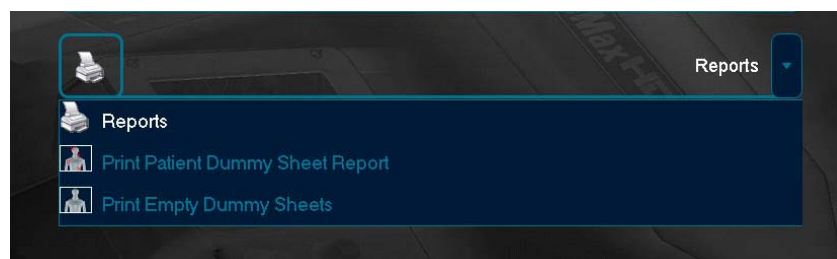 Reports
Reports
Print Patient Dummy Sheet Report
Print Empty Dummy Sheets